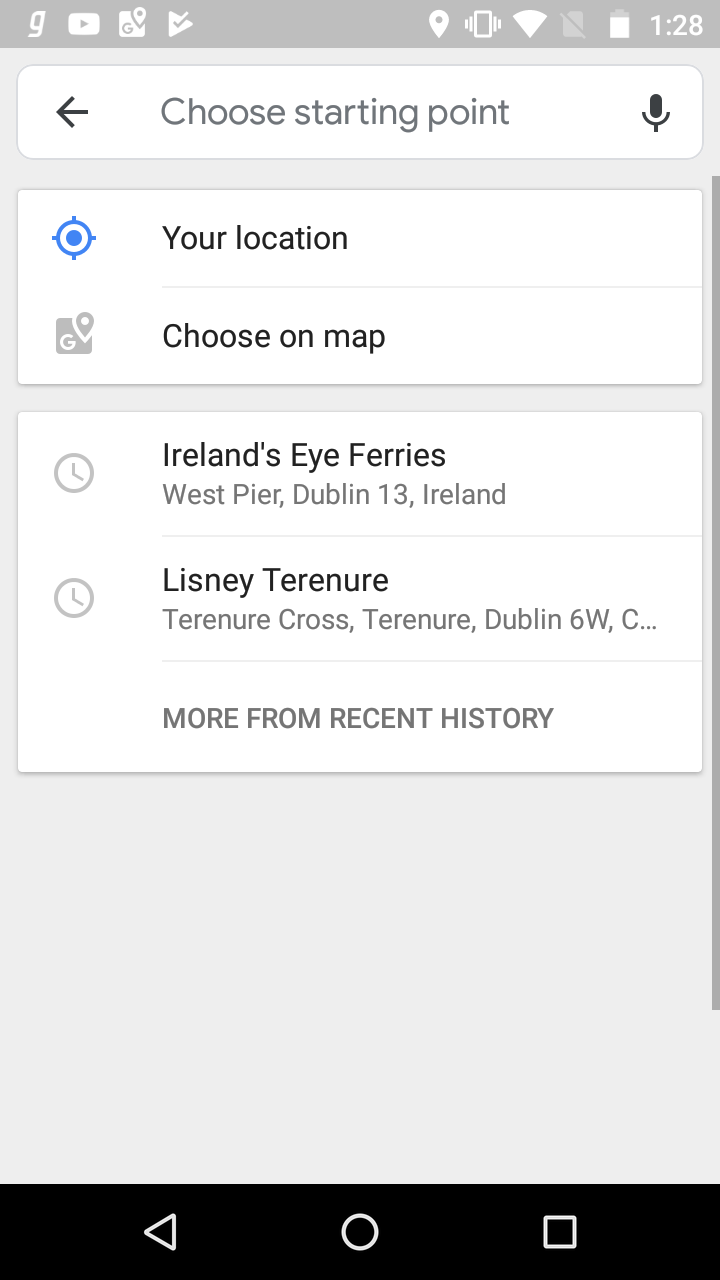 1:28
Choose starting point
Your location
Choose on map
Ireland's Eye Ferries
West Pier, Dublin 13, Ireland
Lisney Terenure
Terenure Cross, Terenure, Dublin 6W, C...
MORE FROM RECENT HISTORY